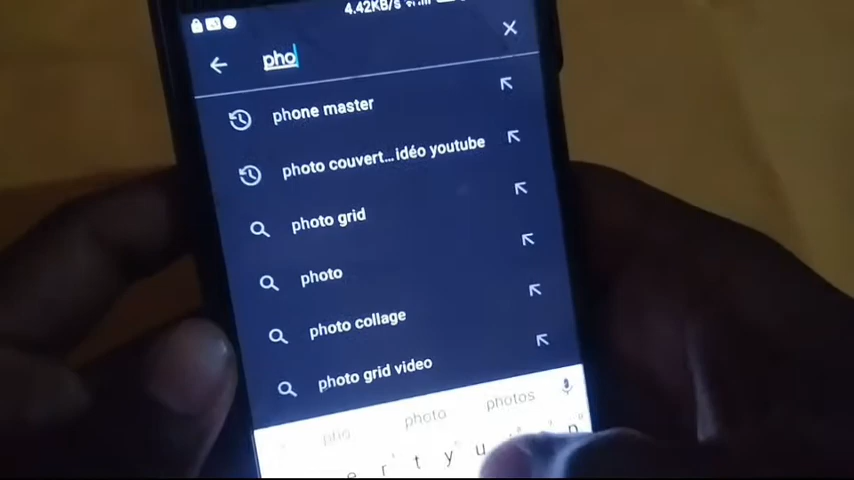 4.42KB/s
pho
phone master
photo couvert...idéo youtube
photo grid
photo
photo collage
photo grid video
pho photo photos
e r t y u